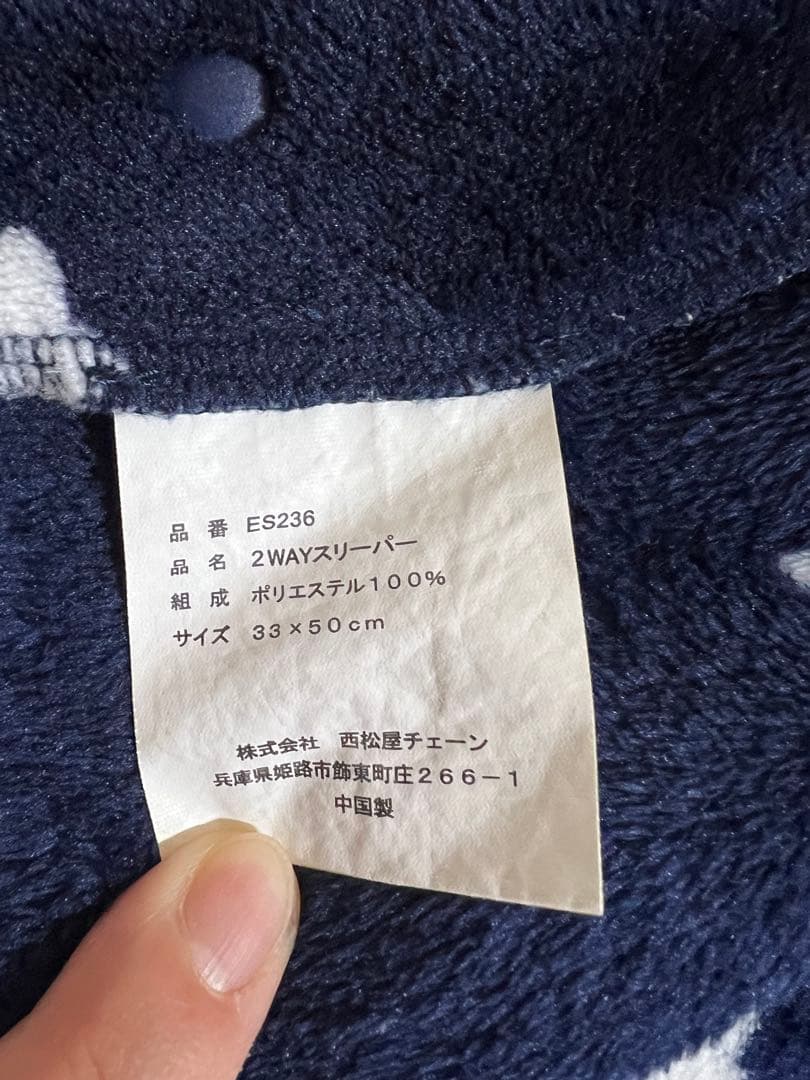 品 番 ES236
品 名 2WAYスリーパー
組 成 ポリエステル100%
サイズ 33×50cm
株式会社 西松屋チェーン
兵庫県姫路市飾東町庄266-1
中国製